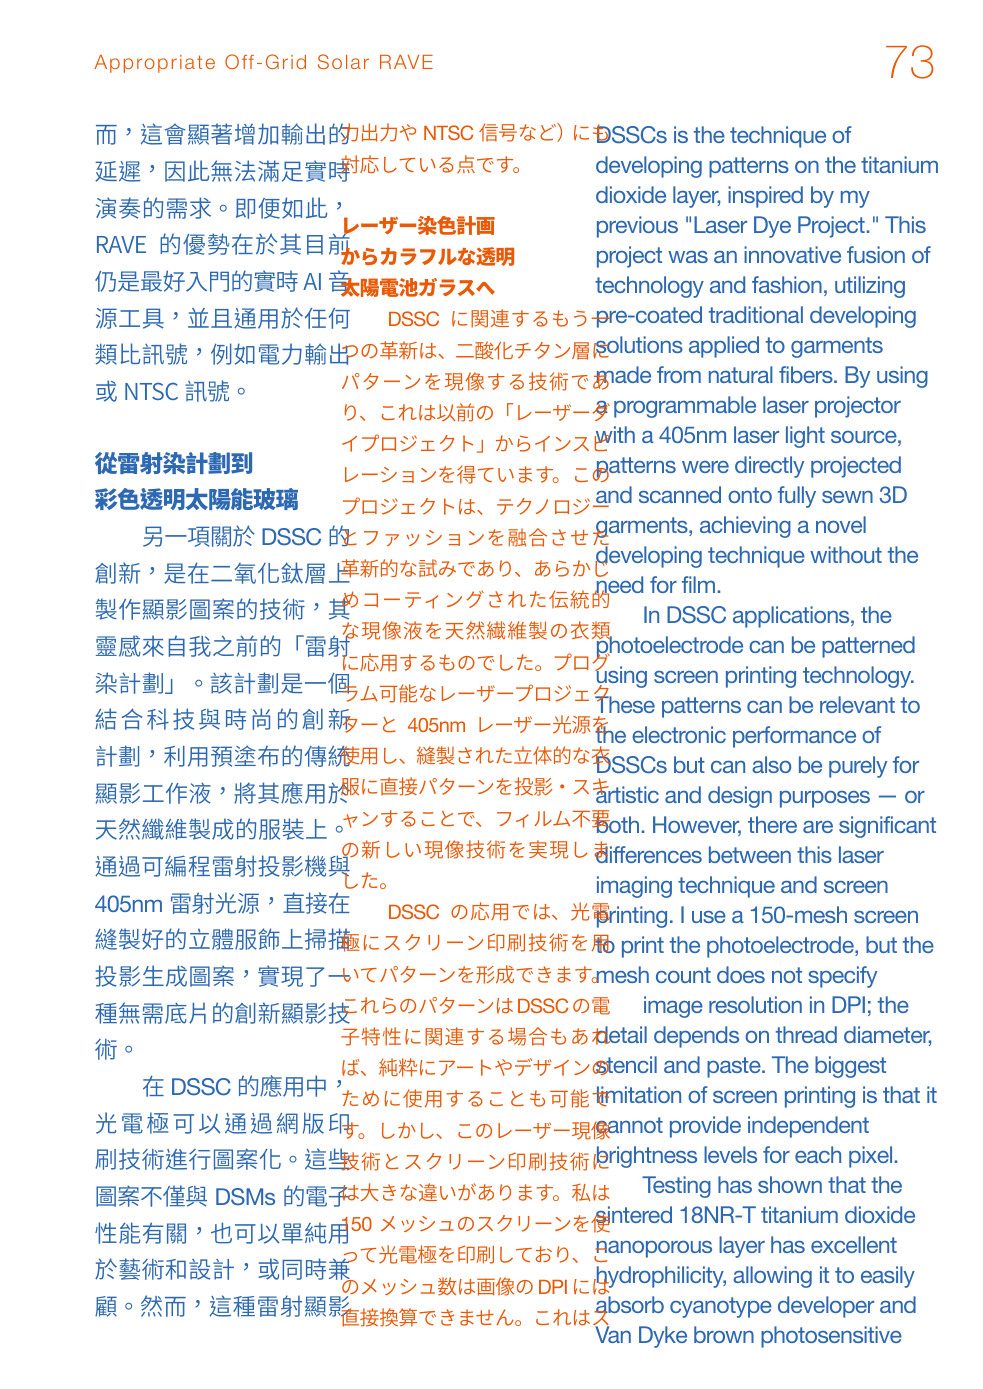 Appropriate Off-Grid Solar RAVE
73
而，這會顯著增加輸出的
延遲，因此無法滿足實時
演奏的需求。即便如此，
RAVE 的優勢在於其目前
仍是最好入門的實時 AI 音
源工具，並且通用於任何
類比訊號，例如電力輸出
或 NTSC 訊號。
從雷射染計劃到
彩色透明太陽能玻璃
另一項關於 DSSC 的
創新，是在二氧化鈦層上
製作顯影圖案的技術，其
靈感來自我之前的「雷射
染計劃」。該計劃是一個
結合科技與時尚的創新
計劃，利用預塗布的傳統
顯影工作液，將其應用於
天然纖維製成的服裝上。
通過可編程雷射投影機與
405nm 雷射光源，直接在
縫製好的立體服飾上掃描
投影生成圖案，實現了一
種無需底片的創新顯影技
術。
在 DSSC 的應用中，
光電極可以通過網版印
刷技術進行圖案化。這些
圖案不僅與 DSMs 的電子
性能有關，也可以單純用
於藝術和設計，或同時兼
顧。然而，這種雷射顯影
力出力や NTSC 信号など）にも
対応している点です。
レーザー染色計画
からカラフルな透明
太陽電池ガラスへ
DSSC に関連するもう一
つの革新は、二酸化チタン層に
パターンを現像する技術であ
り、これは以前の「レーザーダ
イプロジェクト」からインスピ
レーションを得ています。この
プロジェクトは、テクノロジー
とファッションを融合させた
革新的な試みであり、あらかじ
めコーティングされた伝統的
な現像液を天然繊維製の衣類
に応用するものでした。プログ
ラム可能なレーザープロジェク
ターと 405nm レーザー光源を
使用し、縫製された立体的な衣
服に直接パターンを投影・スキ
ャンすることで、フィルム不要
の新しい現像技術を実現しま
した。
DSSC の応用では、光電
極にスクリーン印刷技術を用
いてパターンを形成できます。
これらのパターンは DSSC の電
子特性に関連する場合もあれ
ば、純粋にアートやデザインの
ために使用することも可能で
す。しかし、このレーザー現像
技術とスクリーン印刷技術に
は大きな違いがあります。私は
150 メッシュのスクリーンを使
って光電極を印刷しており、こ
のメッシュ数は画像の DPI には
直接換算できません。これはス
DSSCs is the technique of
developing patterns on the titanium
dioxide layer, inspired by my
previous "Laser Dye Project." This
project was an innovative fusion of
technology and fashion, utilizing
pre-coated traditional developing
solutions applied to garments
made from natural fibers. By using
a programmable laser projector
with a 405nm laser light source,
patterns were directly projected
and scanned onto fully sewn 3D
garments, achieving a novel
developing technique without the
need for film.
In DSSC applications, the
photoelectrode can be patterned
using screen printing technology.
These patterns can be relevant to
the electronic performance of
DSSCs but can also be purely for
artistic and design purposes — or
both. However, there are significant
differences between this laser
imaging technique and screen
printing. I use a 150-mesh screen
to print the photoelectrode, but the
mesh count does not specify
image resolution in DPI; the
detail depends on thread diameter,
stencil and paste. The biggest
limitation of screen printing is that it
cannot provide independent
brightness levels for each pixel.
Testing has shown that the
sintered 18NR-T titanium dioxide
nanoporous layer has excellent
hydrophilicity, allowing it to easily
absorb cyanotype developer and
Van Dyke brown photosensitive